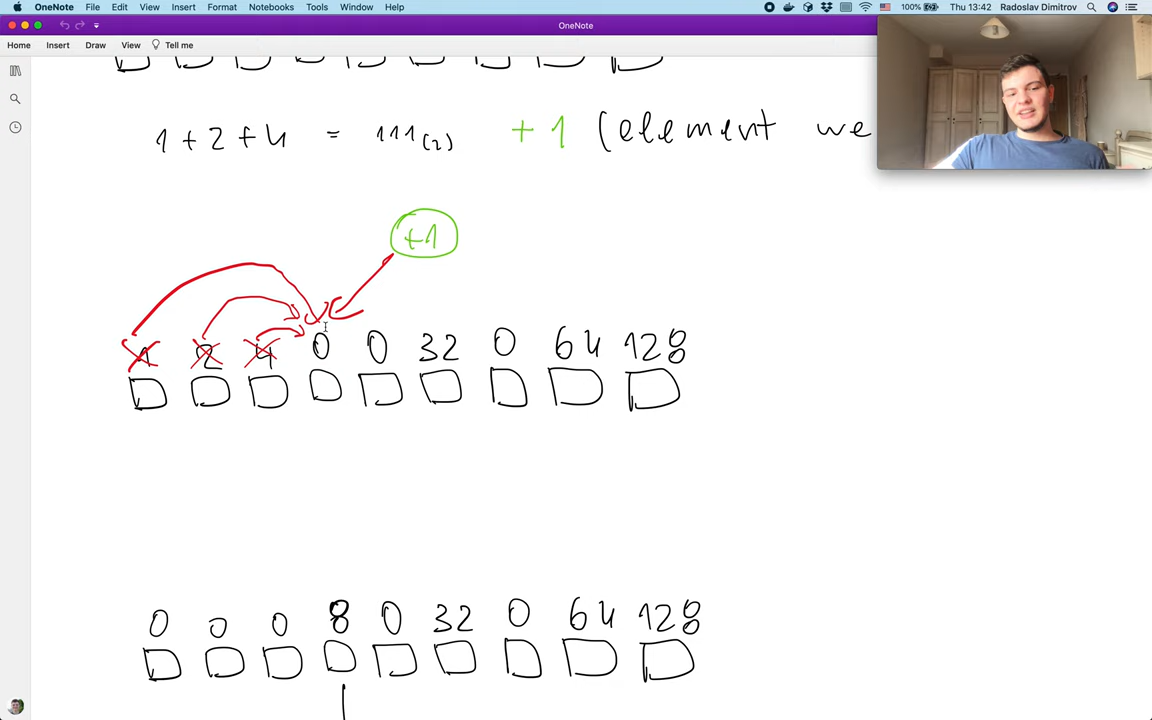 OneNote File Edit View Insert Format Notebooks Tools Window Help 100% Thu 13:42 Radoslav Dimitrov
OneNote
Home Insert Draw View Tell me
1 + 2 + 4 = 111(2) + 1 (element we
+1
1 2 4 0 0 32 0 64 128
0 0 0 8 0 32 0 64 128